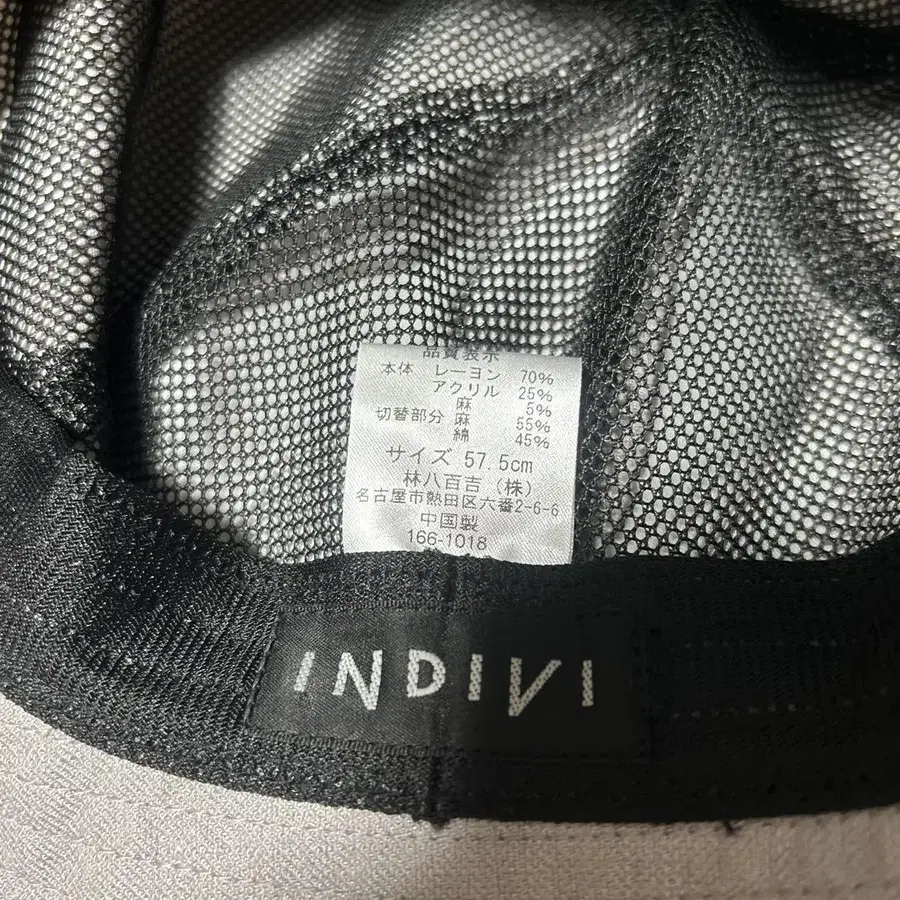 品質表示
本体 レーヨン 70%
アクリル 25%
麻 5%
切替部分 麻 55%
綿 45%
サイズ 57.5cm
林八百吉（株）
名古屋市熱田区六番2-6-6
中国製
166-1018
INDIVI